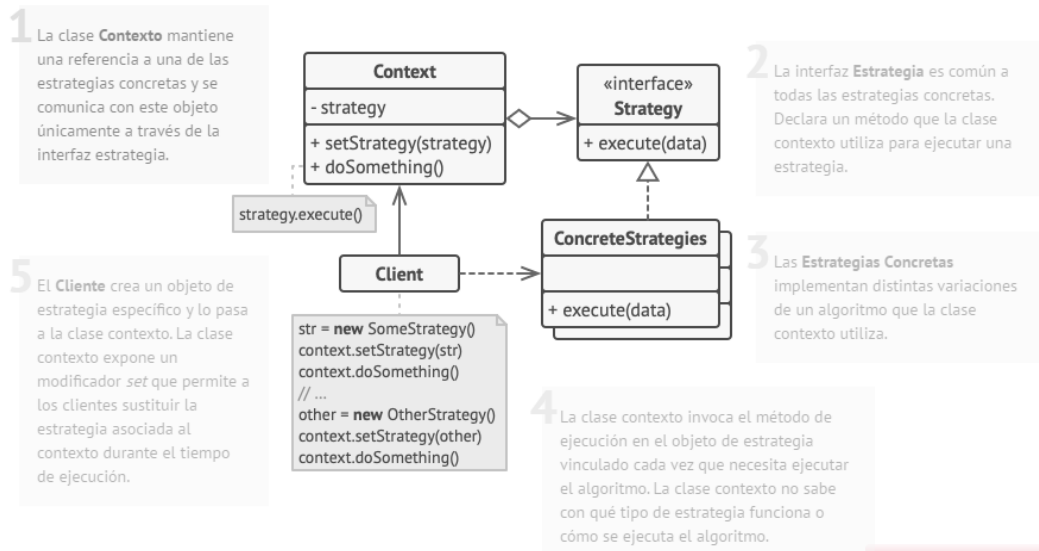 1
La clase Contexto mantiene
una referencia a una de las
estrategias concretas y se
comunica con este objeto
únicamente a través de la
interfaz estrategia.
Context
- strategy
+ setStrategy(strategy)
+ doSomething()
strategy.execute()
«interface»
Strategy
+ execute(data)
2
La interfaz Estrategia es común a
todas las estrategias concretas.
Declara un método que la clase
contexto utiliza para ejecutar una
estrategia.
ConcreteStrategies
+ execute(data)
3
Las Estrategias Concretas
implementan distintas variaciones
de un algoritmo que la clase
contexto utiliza.
Client
str = new SomeStrategy()
context.setStrategy(str)
context.doSomething()
// ...
other = new OtherStrategy()
context.setStrategy(other)
context.doSomething()
4
La clase contexto invoca el método de
ejecución en el objeto de estrategia
vinculado cada vez que necesita ejecutar
el algoritmo. La clase contexto no sabe
con qué tipo de estrategia funciona o
cómo se ejecuta el algoritmo.
5
El Cliente crea un objeto de
estrategia específico y lo pasa
a la clase contexto. La clase
contexto expone un
modificador set que permite a
los clientes sustituir la
estrategia asociada al
contexto durante el tiempo
de ejecución.